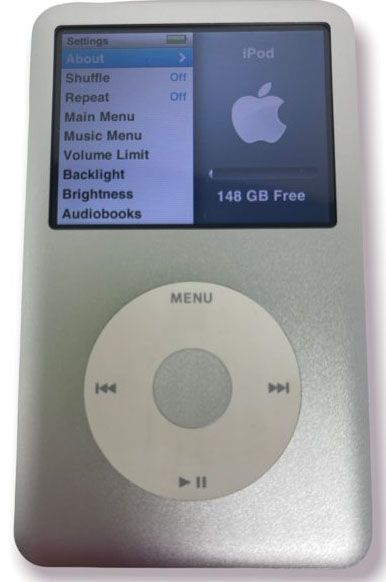 Settings
About
Shuffle Off
Repeat Off
Main Menu
Music Menu
Volume Limit
Backlight
Brightness
Audiobooks
iPod
148 GB Free
MENU